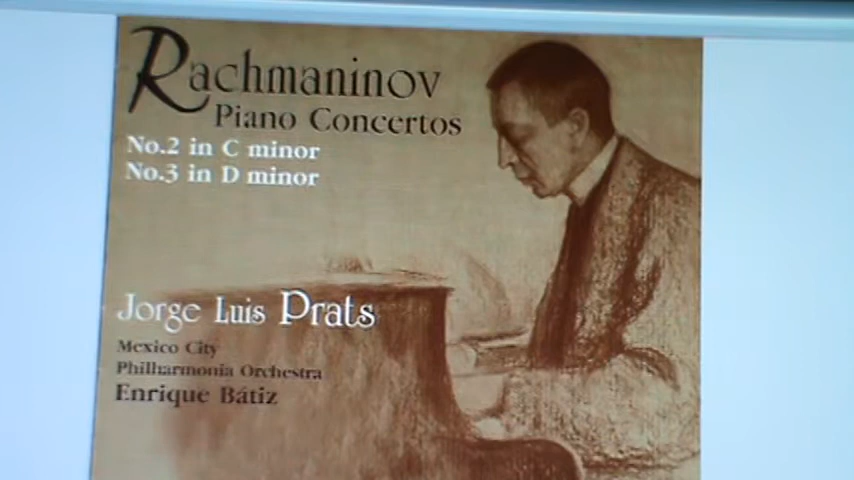 Rachmaninov
Piano Concertos
No.2 in C minor
No.3 in D minor
Jorge Luis Prats
Mexico City
Philharmonia Orchestra
Enrique Bátiz